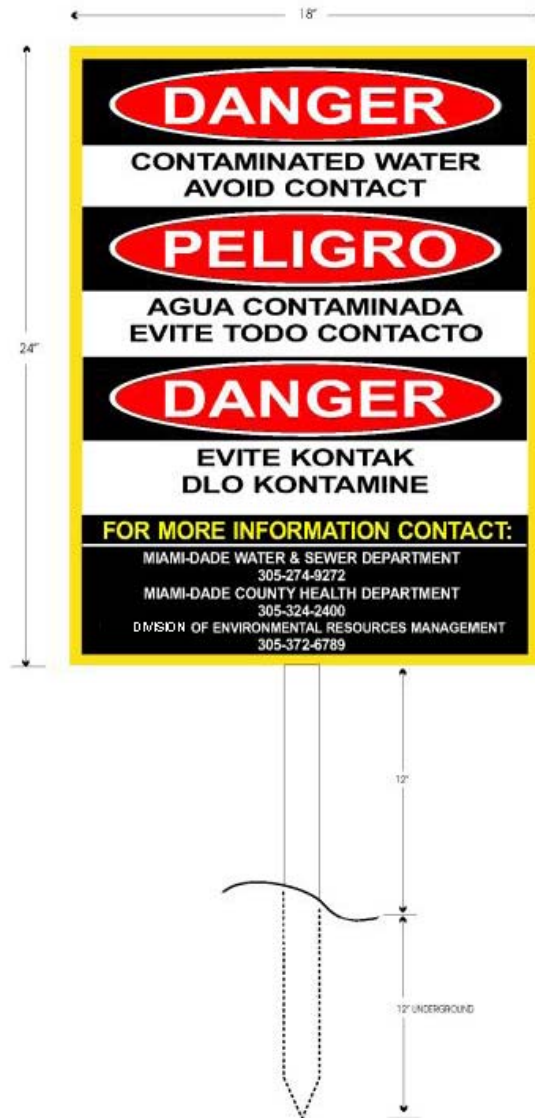 18"
24"
DANGER
CONTAMINATED WATER
AVOID CONTACT
PELIGRO
AGUA CONTAMINADA
EVITE TODO CONTACTO
DANGER
EVITE KONTAK
DLO KONTAMINE
FOR MORE INFORMATION CONTACT:
MIAMI-DADE WATER & SEWER DEPARTMENT
305-274-9272
MIAMI-DADE COUNTY HEALTH DEPARTMENT
305-324-2400
DIVISION OF ENVIRONMENTAL RESOURCES MANAGEMENT
305-372-6789
12"
12" UNDERGROUND